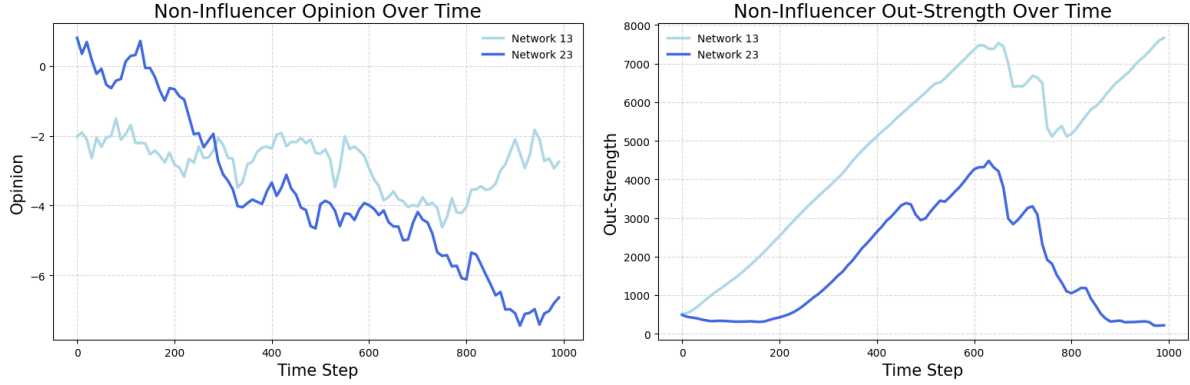 Non-Influencer Opinion Over Time
Network 13
Network 23
0
−2
−4
−6
Opinion
0
200
400
600
800
1000
Time Step
Non-Influencer Out-Strength Over Time
Network 13
Network 23
8000
7000
6000
5000
4000
3000
2000
1000
0
Out-Strength
0
200
400
600
800
1000
Time Step